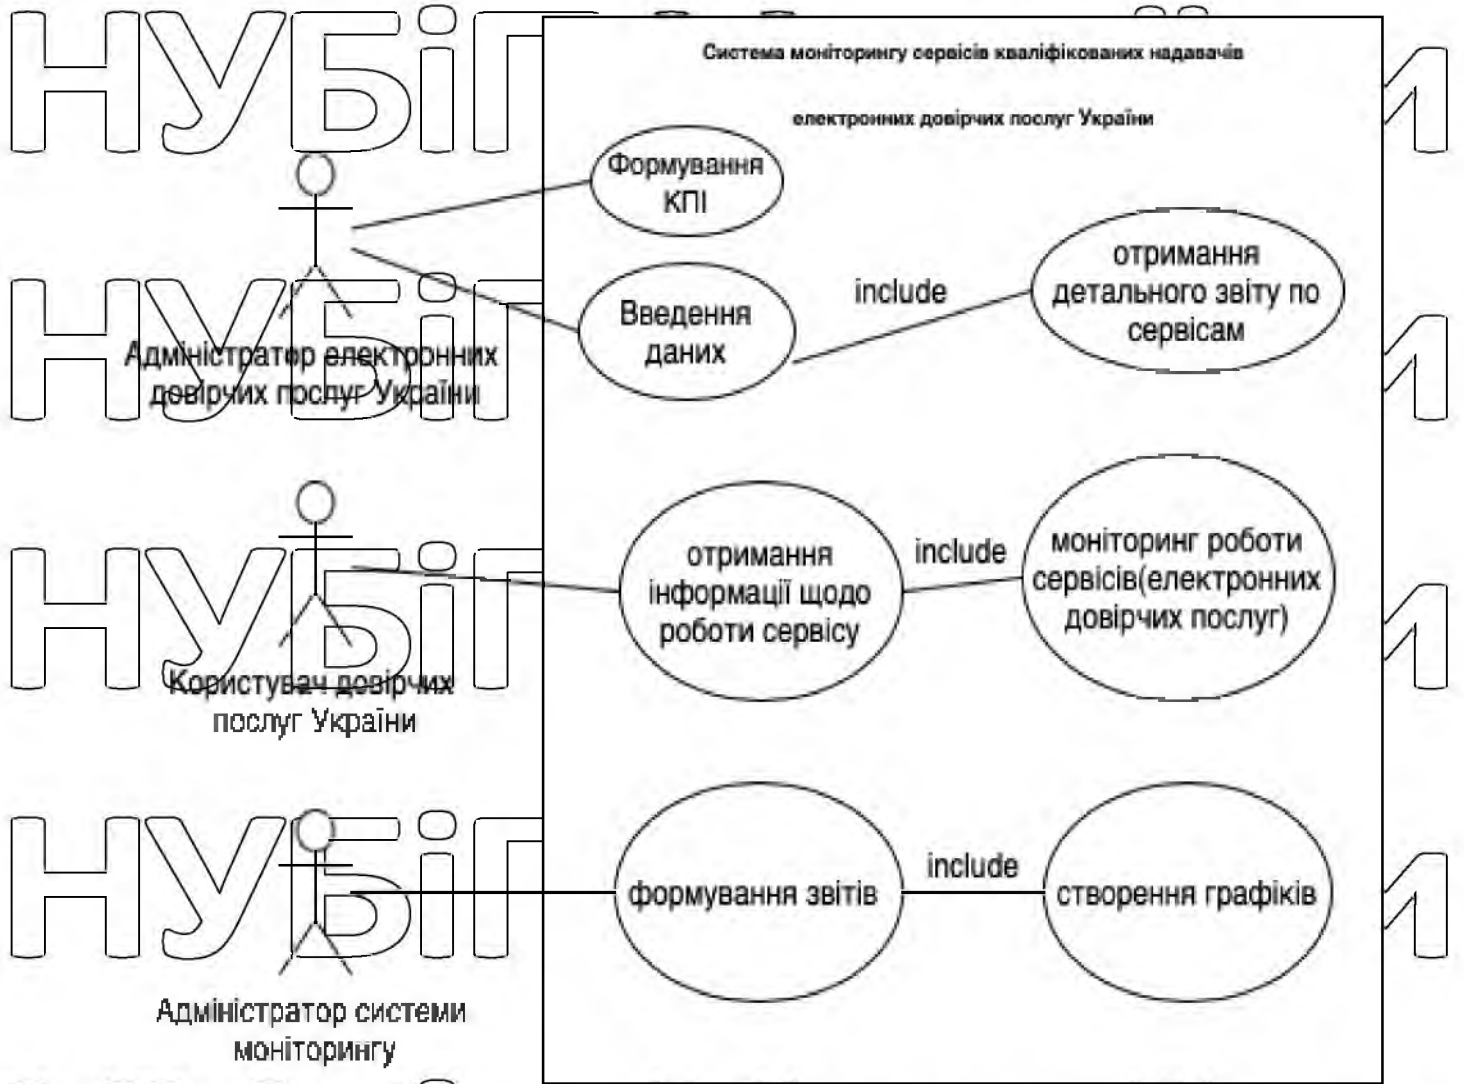 Система моніторингу сервісів кваліфікованих надавачів
електронних довірчих послуг України
Формування
КПІ
Введення
даних
include
отримання
детального звіту по
сервісам
Адміністратор електронних
довірчих послуг України
отримання
інформації щодо
роботи сервісу
include
моніторинг роботи
сервісів(електронних
довірчих послуг)
Користувач довірчих
послуг України
формування звітів
include
створення графіків
Адміністратор системи
моніторингу